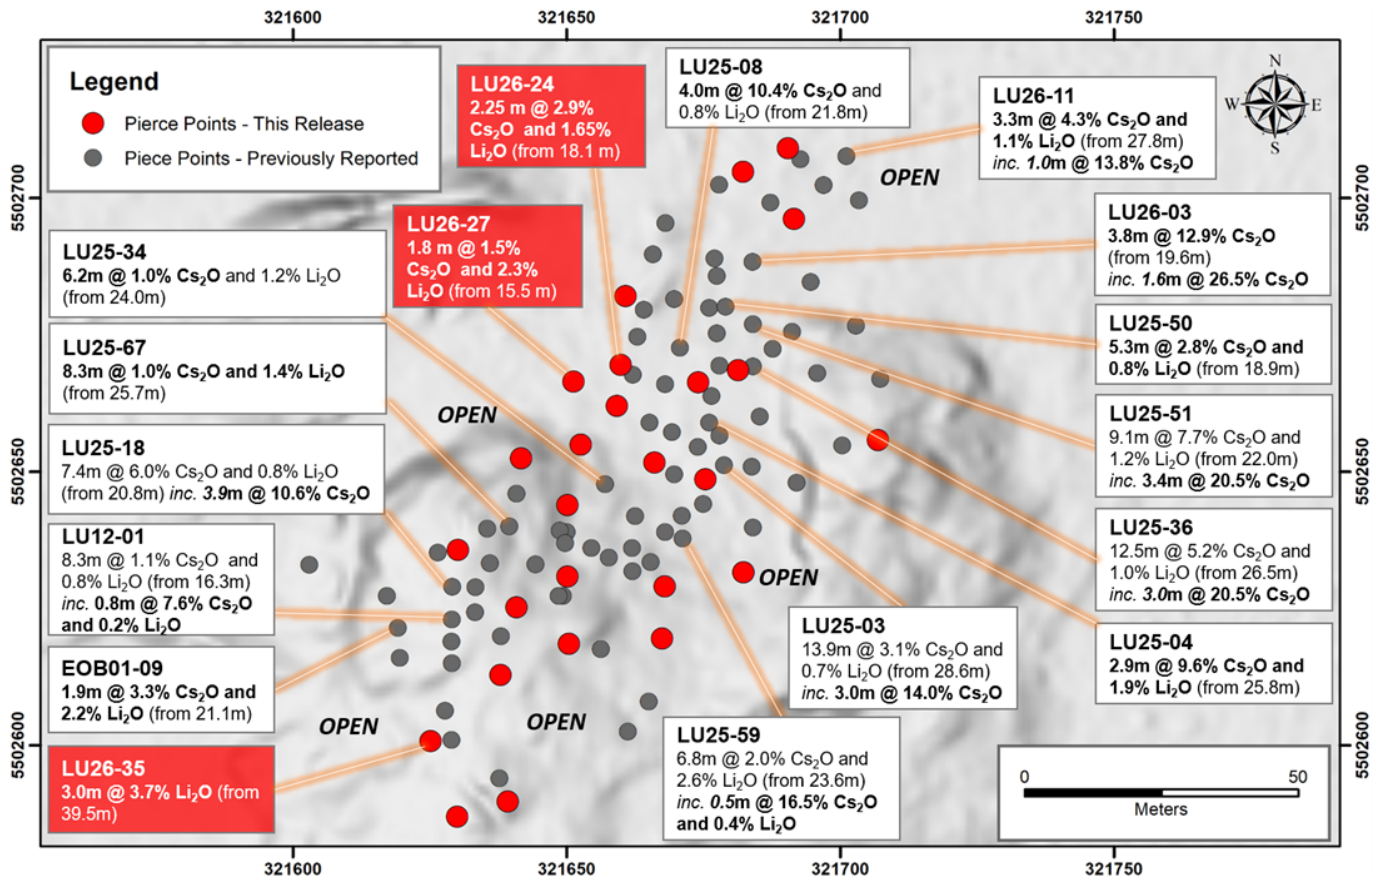 321600
321650
321700
321750
Legend
Pierce Points - This Release
Piece Points - Previously Reported
LU26-24
2.25 m @ 2.9%
Cs₂O and 1.65%
Li₂O (from 18.1 m)
LU25-08
4.0m @ 10.4% Cs₂O and
0.8% Li₂O (from 21.8m)
LU26-11
3.3m @ 4.3% Cs₂O and
1.1% Li₂O (from 27.8m)
inc. 1.0m @ 13.8% Cs₂O
N
W
E
S
OPEN
5502700
5502700
LU26-27
1.8 m @ 1.5%
Cs₂O and 2.3%
Li₂O (from 15.5 m)
LU26-03
3.8m @ 12.9% Cs₂O
(from 19.6m)
inc. 1.6m @ 26.5% Cs₂O
LU25-34
6.2m @ 1.0% Cs₂O and 1.2% Li₂O
(from 24.0m)
LU25-50
5.3m @ 2.8% Cs₂O and
0.8% Li₂O (from 18.9m)
LU25-67
8.3m @ 1.0% Cs₂O and 1.4% Li₂O
(from 25.7m)
OPEN
LU25-51
9.1m @ 7.7% Cs₂O and
1.2% Li₂O (from 22.0m)
inc. 3.4m @ 20.5% Cs₂O
LU25-18
7.4m @ 6.0% Cs₂O and 0.8% Li₂O
(from 20.8m) inc. 3.9m @ 10.6% Cs₂O
5502650
5502650
LU25-36
12.5m @ 5.2% Cs₂O and
1.0% Li₂O (from 26.5m)
inc. 3.0m @ 20.5% Cs₂O
LU12-01
8.3m @ 1.1% Cs₂O and
0.8% Li₂O (from 16.3m)
inc. 0.8m @ 7.6% Cs₂O
and 0.2% Li₂O
OPEN
LU25-03
13.9m @ 3.1% Cs₂O and
0.7% Li₂O (from 28.6m)
inc. 3.0m @ 14.0% Cs₂O
LU25-04
2.9m @ 9.6% Cs₂O and
1.9% Li₂O (from 25.8m)
EOB01-09
1.9m @ 3.3% Cs₂O and
2.2% Li₂O (from 21.1m)
OPEN
OPEN
LU25-59
6.8m @ 2.0% Cs₂O and
2.6% Li₂O (from 23.6m)
inc. 0.5m @ 16.5% Cs₂O
and 0.4% Li₂O
5502600
5502600
LU26-35
3.0m @ 3.7% Li₂O (from
39.5m)
0
50
Meters
321600
321650
321700
321750